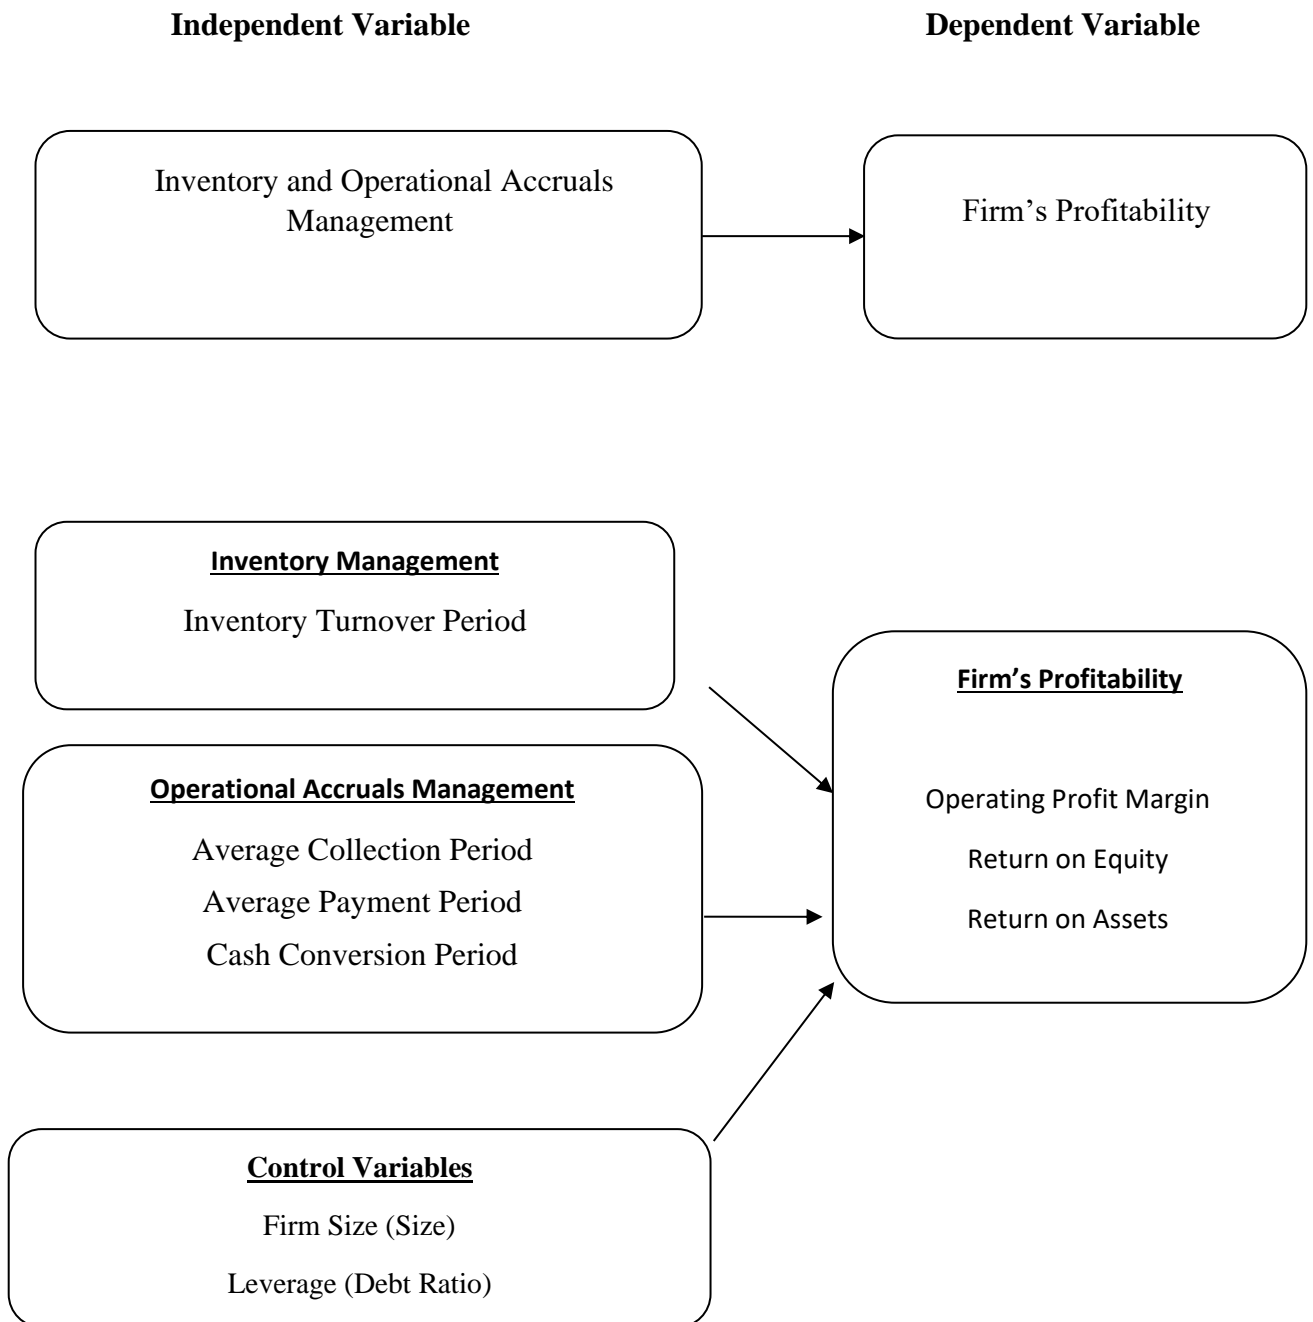 Independent Variable
Dependent Variable
Inventory and Operational Accruals
Management
Firm’s Profitability
Inventory Management
Inventory Turnover Period
Operational Accruals Management
Average Collection Period
Average Payment Period
Cash Conversion Period
Firm’s Profitability
Operating Profit Margin
Return on Equity
Return on Assets
Control Variables
Firm Size (Size)
Leverage (Debt Ratio)